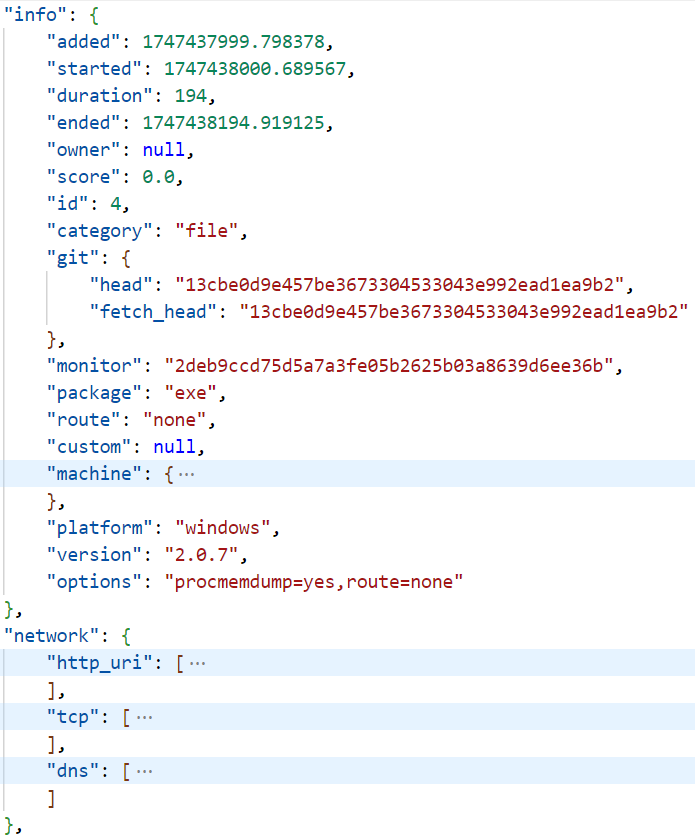 "info": {
    "added": 1747437999.798378,
    "started": 1747438000.689567,
    "duration": 194,
    "ended": 1747438194.919125,
    "owner": null,
    "score": 0.0,
    "id": 4,
    "category": "file",
    "git": {
        "head": "13cbe0d9e457be3673304533043e992ead1ea9b2",
        "fetch_head": "13cbe0d9e457be3673304533043e992ead1ea9b2"
    },
    "monitor": "2deb9ccd75d5a7a3fe05b2625b03a8639d6ee36b",
    "package": "exe",
    "route": "none",
    "custom": null,
    "machine": {···
    },
    "platform": "windows",
    "version": "2.0.7",
    "options": "procmemdump=yes,route=none"
},
"network": {
    "http_uri": [···
    ],
    "tcp": [···
    ],
    "dns": [···
    ]
},